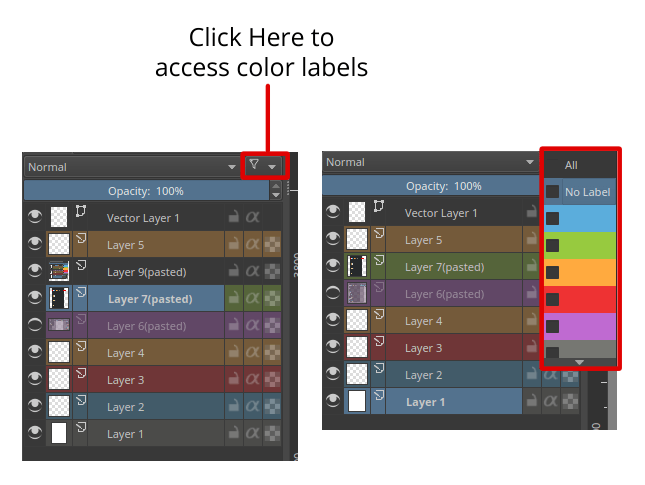 Click Here to
access color labels
Normal
Opacity: 100%
Vector Layer 1
Layer 5
Layer 9(pasted)
Layer 7(pasted)
Layer 6(pasted)
Layer 4
Layer 3
Layer 2
Layer 1
Normal
Opacity: 100%
Vector Layer 1
Layer 5
Layer 7(pasted)
Layer 6(pasted)
Layer 4
Layer 3
Layer 2
Layer 1
All
No Label